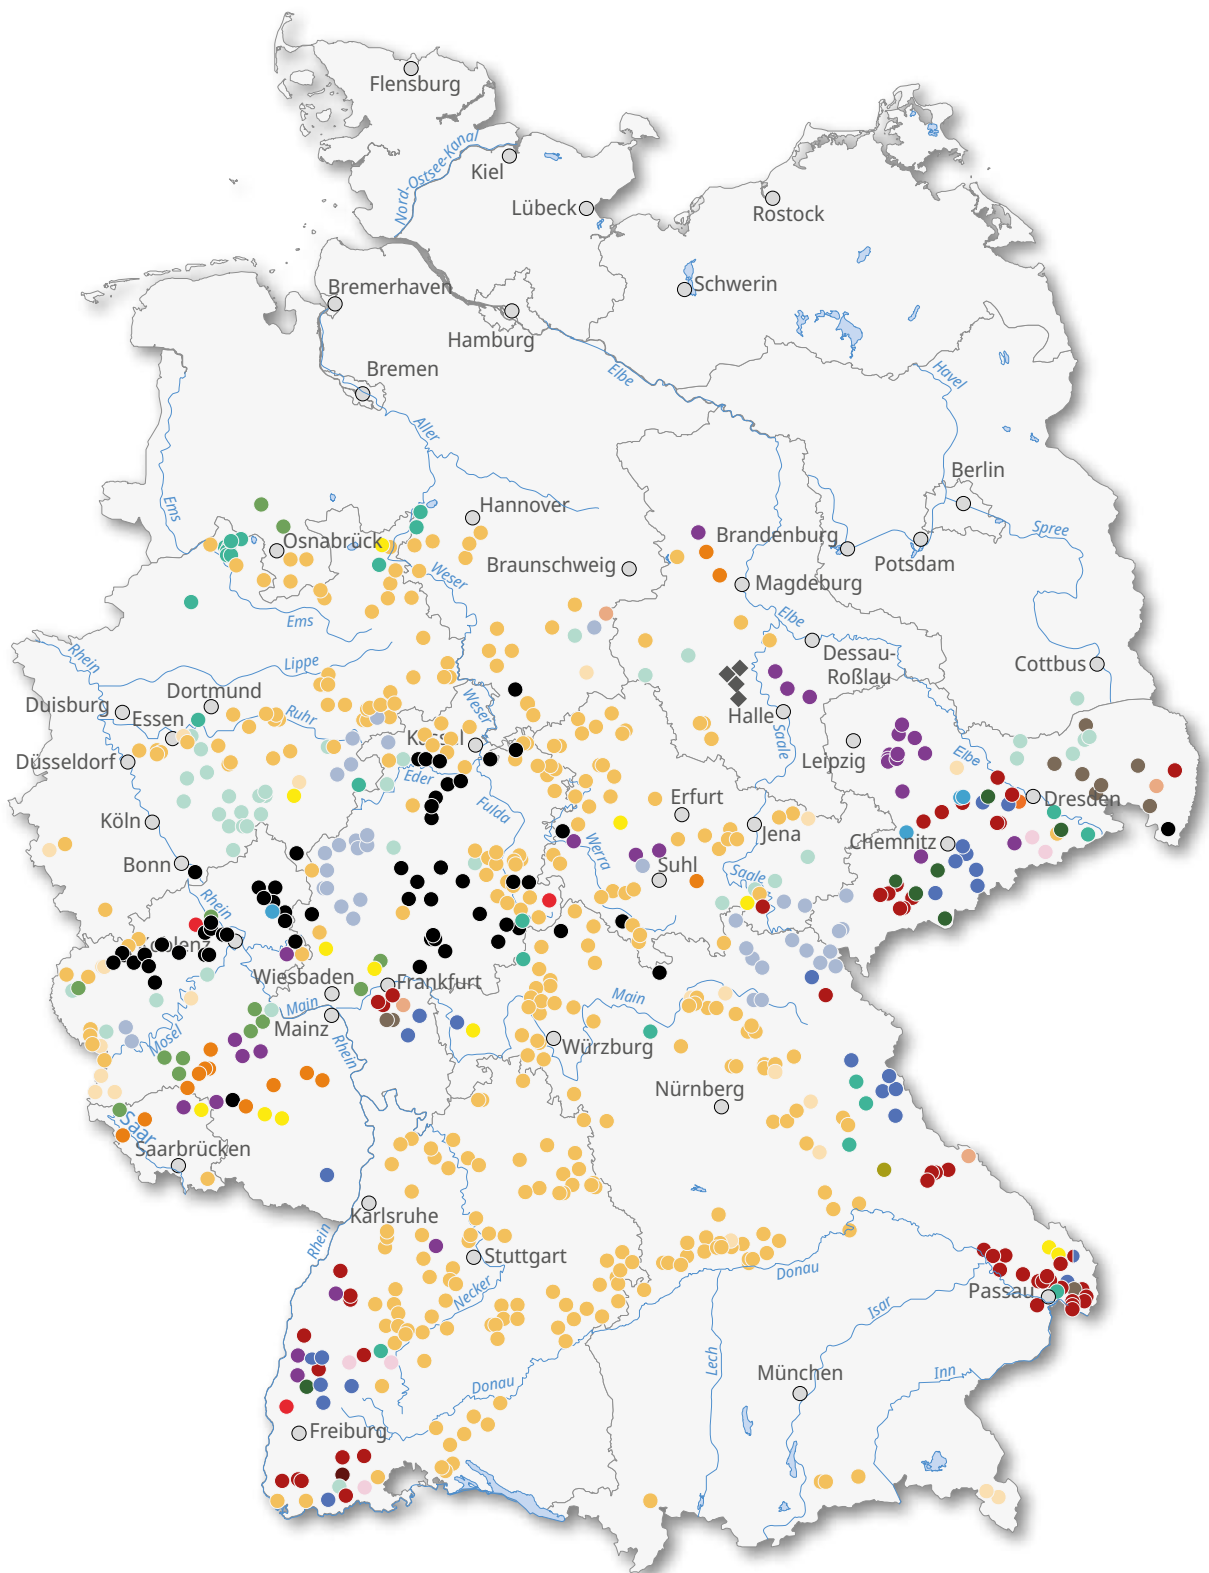 Flensburg
Nord-Ostsee-Kanal
Kiel
Lübeck
Rostock
Schwerin
Bremerhaven
Hamburg
Elbe
Bremen
Havel
Aller
Berlin
Ems
Hannover
Spree
Osnabrück
Brandenburg
Potsdam
Braunschweig
Weser
Magdeburg
Ems
Elbe
Rhein
Lippe
Dessau-
Roßlau
Cottbus
Duisburg
Dortmund
Essen
Ruhr
Weser
Halle
Saale
Leipzig
Elbe
Düsseldorf
Kassel
Eder
Fulda
Erfurt
Dresden
Köln
Jena
Chemnitz
Bonn
Werra
Suhl
Saale
Rhein
Koblenz
Wiesbaden
Frankfurt
Main
Main
Mainz
Mosel
Rhein
Würzburg
Nürnberg
Saar
Saarbrücken
Karlsruhe
Rhein
Stuttgart
Necker
Donau
Passau
Isar
Lech
Inn
München
Donau
Freiburg